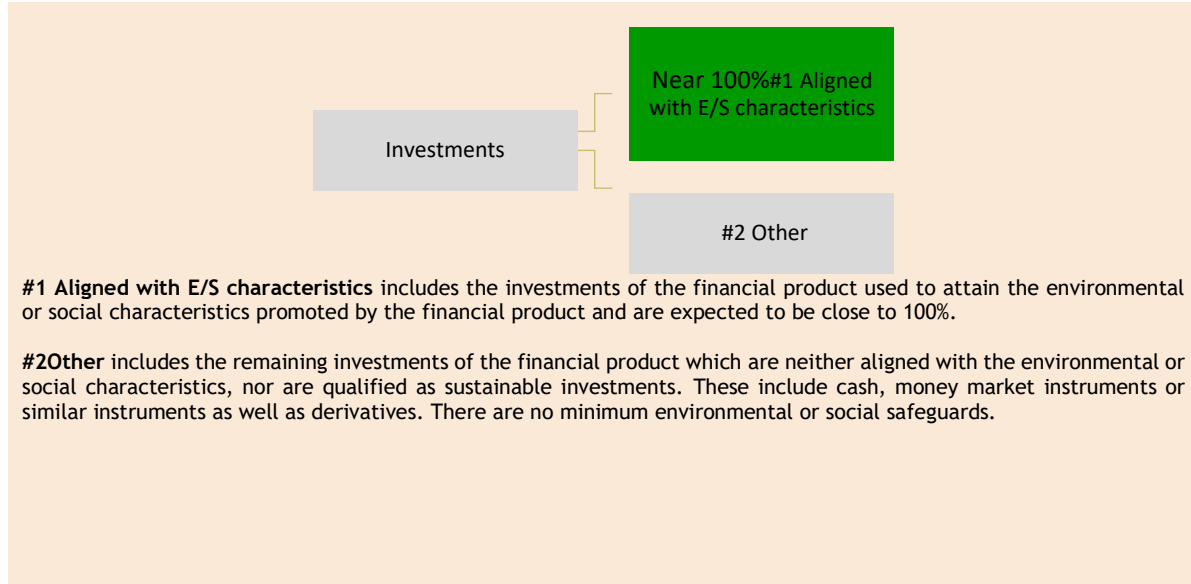 Near 100%#1 Aligned
with E/S characteristics
Investments
#2 Other
#1 Aligned with E/S characteristics includes the investments of the financial product used to attain the environmental
or social characteristics promoted by the financial product and are expected to be close to 100%.
#2Other includes the remaining investments of the financial product which are neither aligned with the environmental or
social characteristics, nor are qualified as sustainable investments. These include cash, money market instruments or
similar instruments as well as derivatives. There are no minimum environmental or social safeguards.